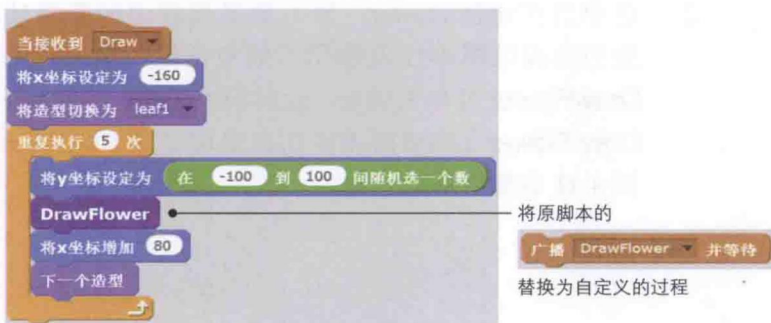 当接收到 Draw
将x坐标设定为 -160
将造型切换为 leaf1
重复执行 5 次
将y坐标设定为 在 -100 到 100 间随机选一个数
DrawFlower
将x坐标增加 80
下一个造型
将原脚本的
广播 DrawFlower 并等待
替换为自定义的过程